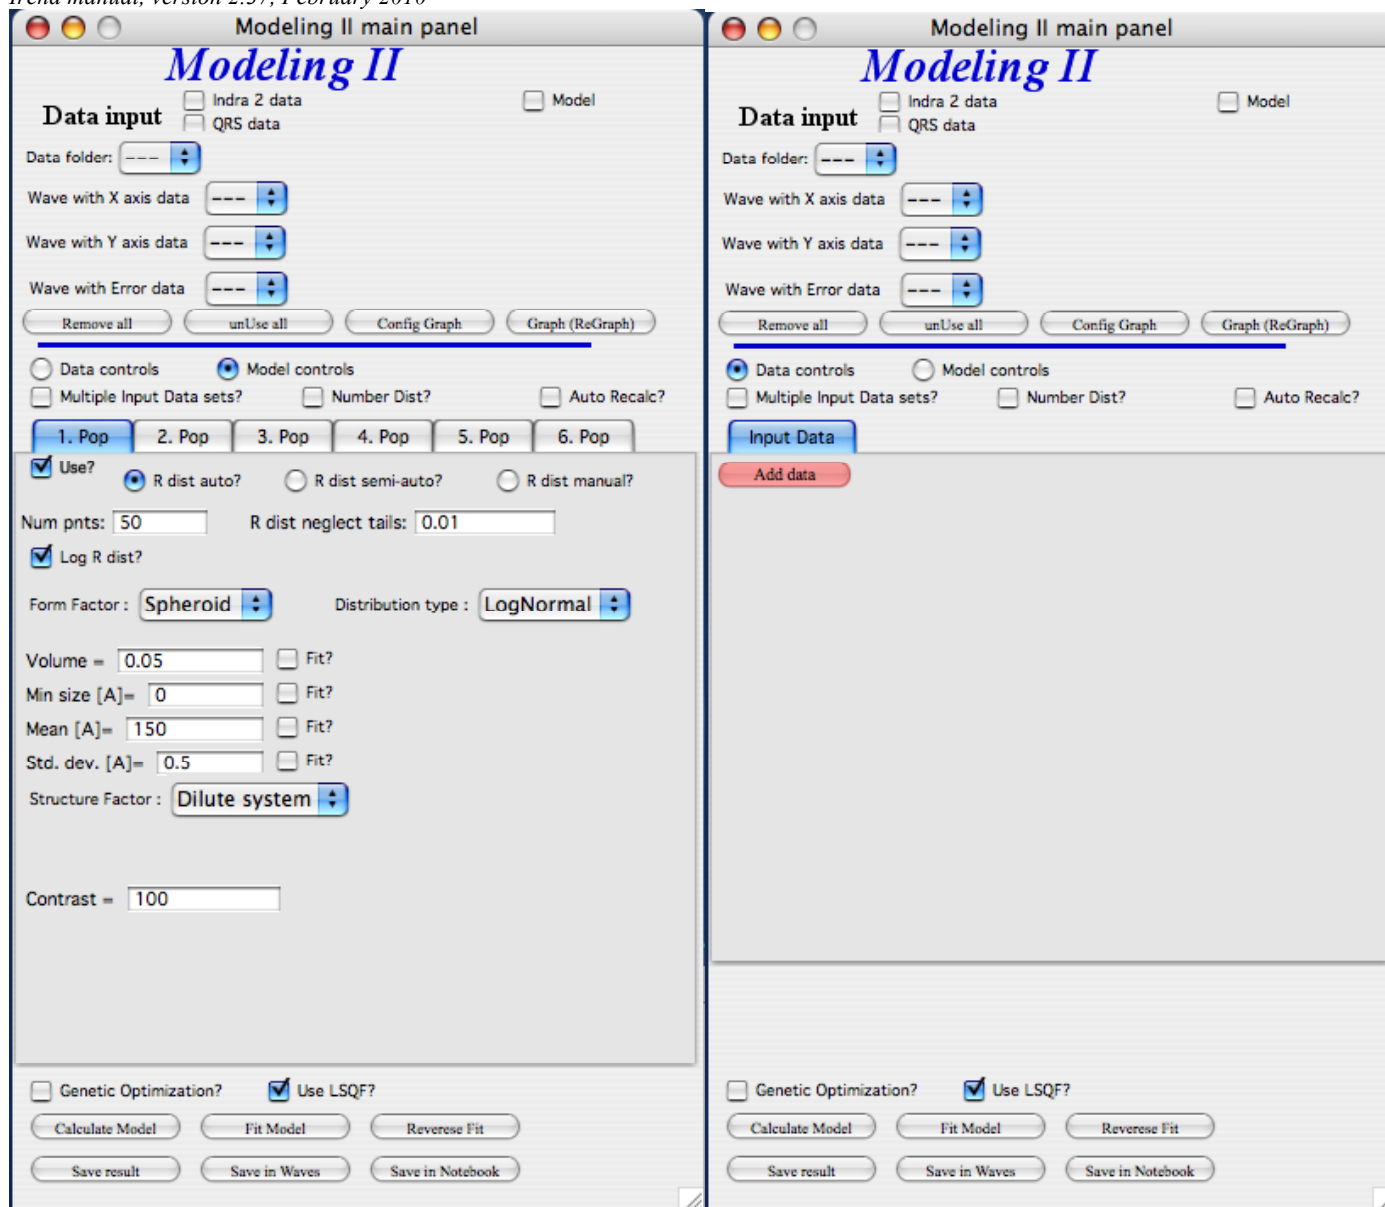 Irena manual, version 2.37, February 2010
Modeling II main panel
Modeling II
Data input
Indra 2 data
QRS data
Model
Data folder: ---
Wave with X axis data ---
Wave with Y axis data ---
Wave with Error data ---
Remove all unUse all Config Graph Graph (ReGraph)
Data controls Model controls
Multiple Input Data sets? Number Dist? Auto Recalc?
1. Pop 2. Pop 3. Pop 4. Pop 5. Pop 6. Pop
Use? R dist auto? R dist semi-auto? R dist manual?
Num pnts: 50 R dist neglect tails: 0.01
Log R dist?
Form Factor : Spheroid Distribution type : LogNormal
Volume = 0.05 Fit?
Min size [A]= 0 Fit?
Mean [A]= 150 Fit?
Std. dev. [A]= 0.5 Fit?
Structure Factor : Dilute system
Contrast = 100
Genetic Optimization? Use LSQF?
Calculate Model Fit Model Reverese Fit
Save result Save in Waves Save in Notebook
Modeling II main panel
Modeling II
Data input
Indra 2 data
QRS data
Model
Data folder: ---
Wave with X axis data ---
Wave with Y axis data ---
Wave with Error data ---
Remove all unUse all Config Graph Graph (ReGraph)
Data controls Model controls
Multiple Input Data sets? Number Dist? Auto Recalc?
Input Data
Add data
Genetic Optimization? Use LSQF?
Calculate Model Fit Model Reverese Fit
Save result Save in Waves Save in Notebook